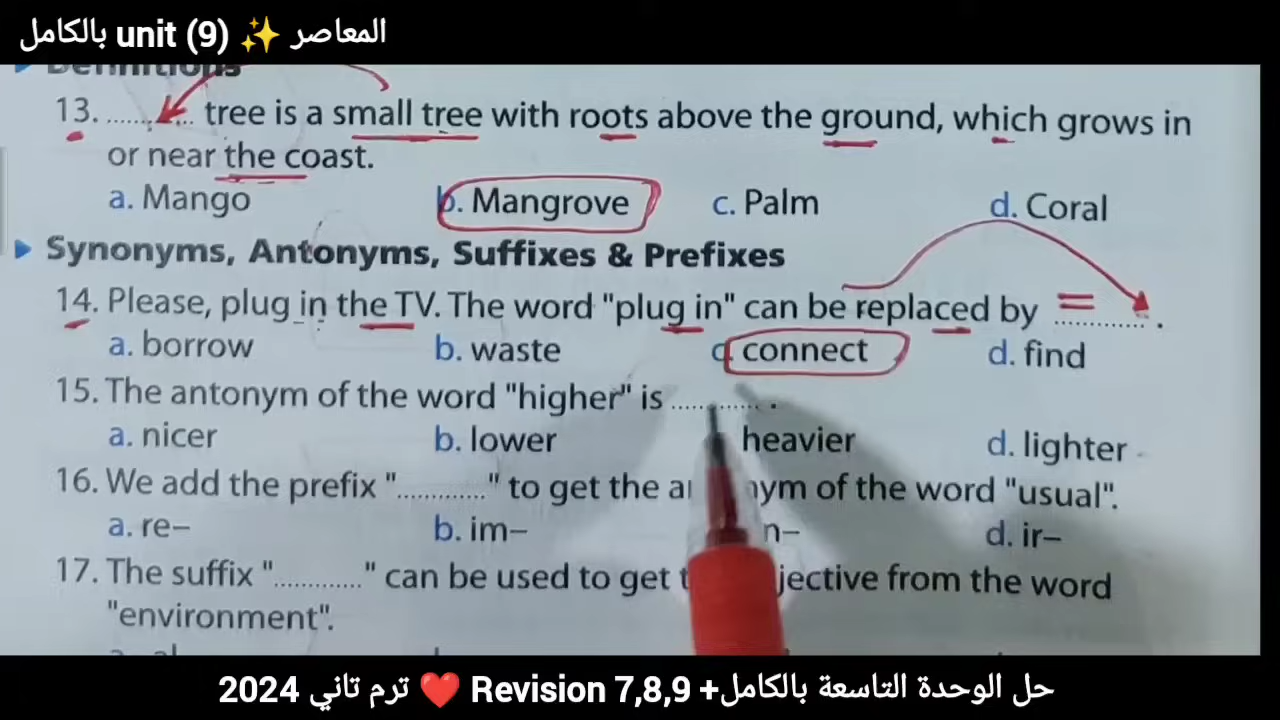 المعاصر ✨ unit (9) بالكامل
Definitions
13. ............ tree is a small tree with roots above the ground, which grows in
or near the coast.
a. Mango b. Mangrove c. Palm d. Coral
Synonyms, Antonyms, Suffixes & Prefixes
14. Please, plug in the TV. The word "plug in" can be replaced by = ............ .
a. borrow b. waste c. connect d. find
15. The antonym of the word "higher" is ............ .
a. nicer b. lower heavier d. lighter
16. We add the prefix "............" to get the of the word "usual".
a. re– b. im– n– d. ir–
17. The suffix "............" can be used to get jective from the word
"environment".
حل الوحدة التاسعة بالكامل+ Revision 7,8,9 ❤️ ترم تاني 2024